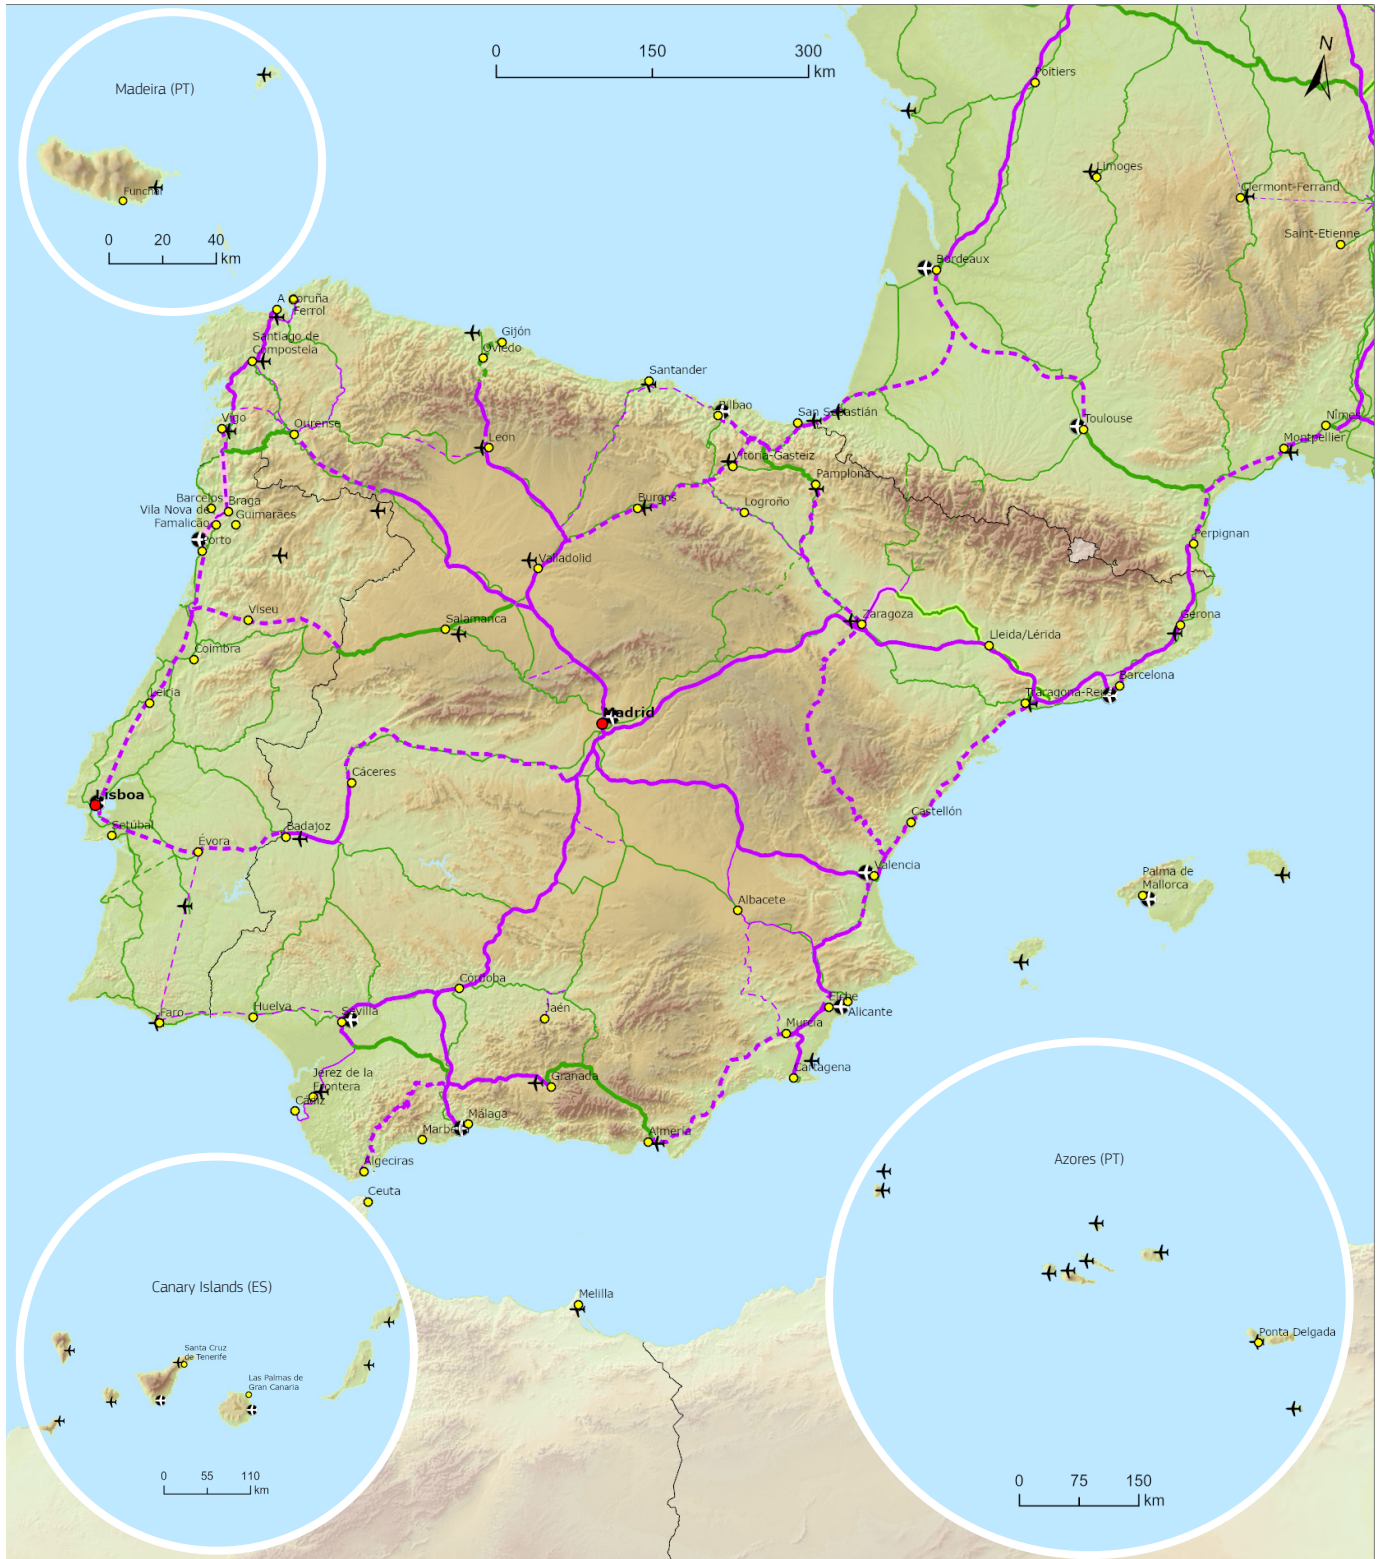 0 150 300
km
N
Madeira (PT)
Funchal
0 20 40
km
Poitiers
Limoges
Clermont-Ferrand
Saint-Etienne
Bordeaux
A Coruña
Ferrol
Santiago de
Compostela
Gijón
Oviedo
Santander
Bilbao
San Sebastián
Toulouse
Nîmes
Montpellier
Vigo
Ourense
Leon
Vitoria-Gasteiz
Pamplona
Burgos
Logroño
Barcelos
Braga
Vila Nova de
Famalicão
Guimarães
Porto
Perpignan
Valladolid
Viseu
Salamanca
Zaragoza
Gerona
Lleida/Lérida
Coimbra
Barcelona
Leiria
Tarragona-Reus
Madrid
Cáceres
Lisboa
Setúbal
Évora
Badajoz
Castellón
Valencia
Palma de
Mallorca
Albacete
Córdoba
Elche
Alicante
Faro
Huelva
Sevilla
Jaén
Murcia
Cartagena
Jerez de la
Frontera
Cádiz
Granada
Málaga
Marbella
Almería
Algeciras
Ceuta
Melilla
Canary Islands (ES)
Santa Cruz
de Tenerife
Las Palmas de
Gran Canaria
0 55 110
km
Azores (PT)
Ponta Delgada
0 75 150
km